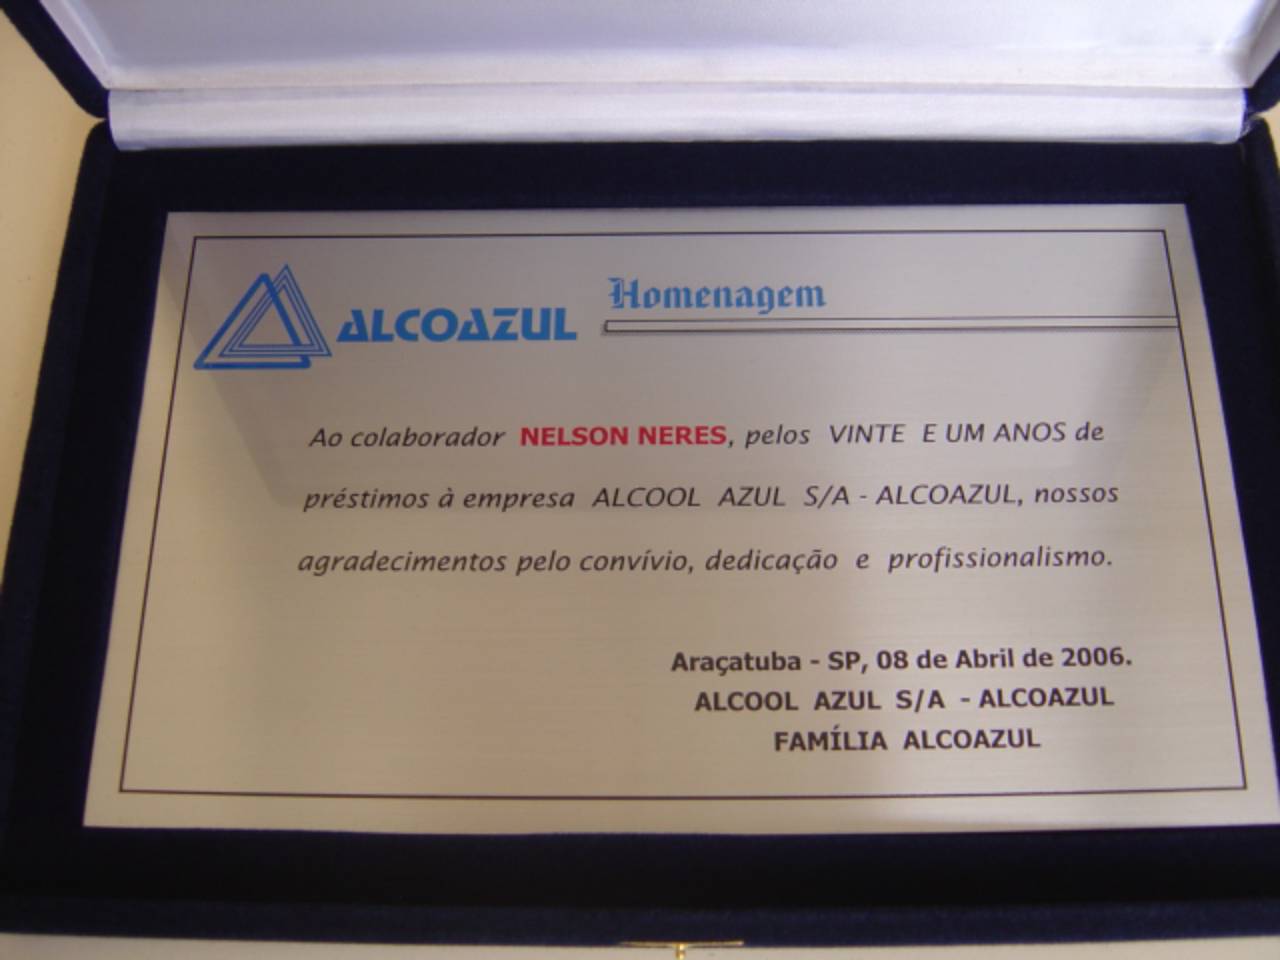 ALCOAZUL
Homenagem
Ao colaborador NELSON NERES, pelos VINTE E UM ANOS de
préstimos à empresa ALCOOL AZUL S/A - ALCOAZUL, nossos
agradecimentos pelo convívio, dedicação e profissionalismo.
Araçatuba - SP, 08 de Abril de 2006.
ALCOOL AZUL S/A - ALCOAZUL
FAMÍLIA ALCOAZUL